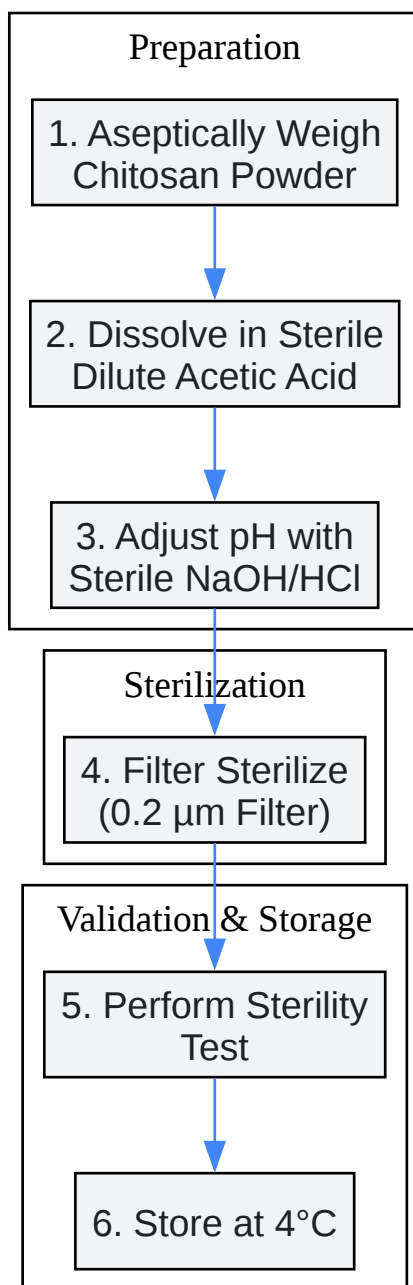 Preparation
1. Aseptically Weigh
Chitosan Powder
2. Dissolve in Sterile
Dilute Acetic Acid
3. Adjust pH with
Sterile NaOH/HCl
Sterilization
4. Filter Sterilize
(0.2 µm Filter)
Validation & Storage
5. Perform Sterility
Test
6. Store at 4°C